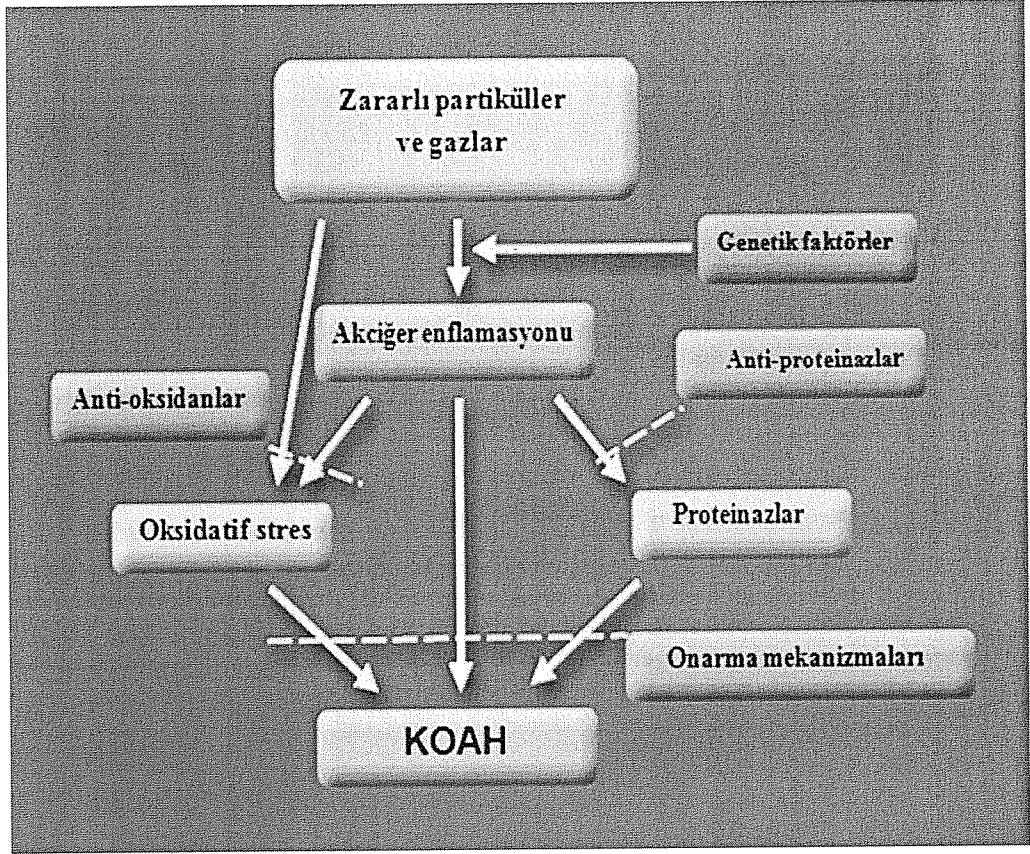 Zararlı partiküller
ve gazlar
Genetik faktörler
Akciğer enflamasyonu
Anti-proteinazlar
Anti-oksidanlar
Oksidatif stres
Proteinazlar
Onarma mekanizmaları
KOAH